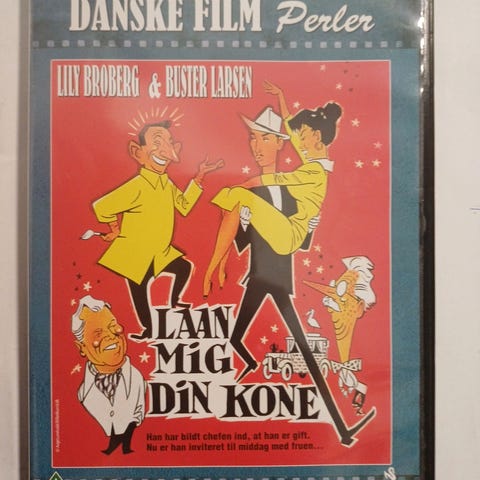 DANSKE FILM Perler
LILY BROBERG & BUSTER LARSEN
LAAN
MIG
DIN KONE
Han har bildt chefen ind, at han er gift.
Nu er han inviteret til middag med fruen...